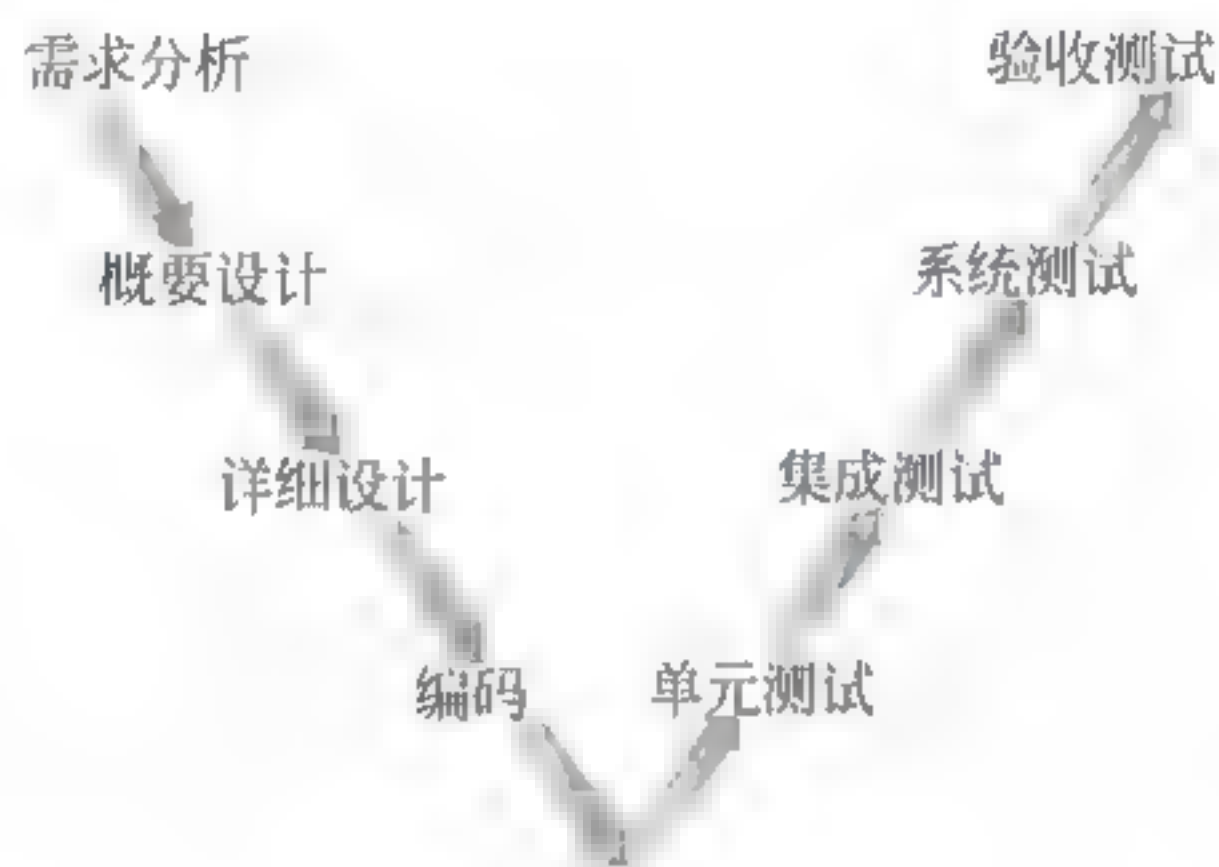 需求分析
验收测试
概要设计
系统测试
详细设计
集成测试
编码
单元测试